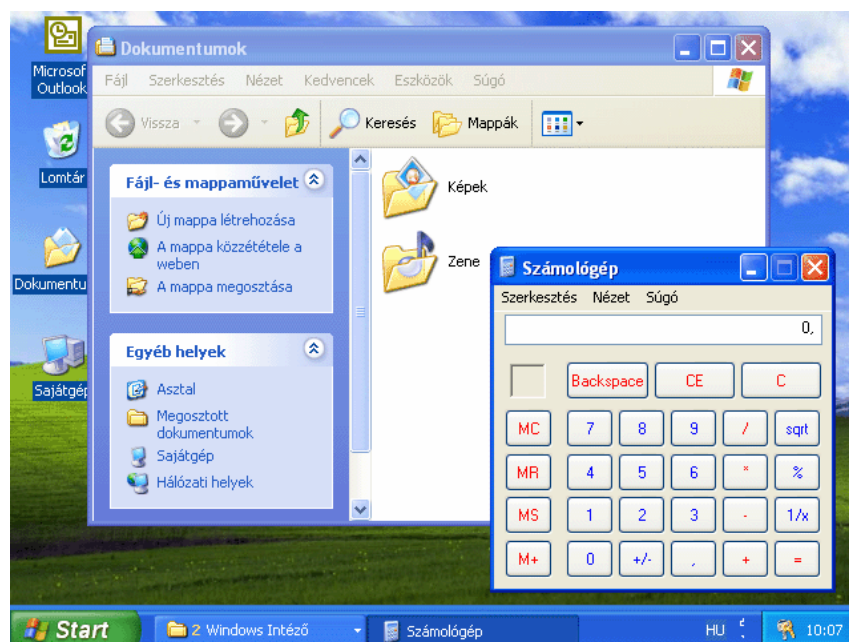 Microsof
Outlook
Lomtár
Dokumentu
Sajátgép
Dokumentumok
Fájl Szerkesztés Nézet Kedvencek Eszközök Súgó
Vissza Keresés Mappák
Fájl- és mappaművelet
Új mappa létrehozása
A mappa közzététele a
weben
A mappa megosztása
Egyéb helyek
Asztal
Megosztott
dokumentumok
Sajátgép
Hálózati helyek
Képek
Zene
Számológép
Szerkesztés Nézet Súgó
0,
Backspace CE C
MC 7 8 9 / sqrt
MR 4 5 6 * %
MS 1 2 3 - 1/x
M+ 0 +/- , + =
Start 2 Windows Intéző Számológép HU 10:07